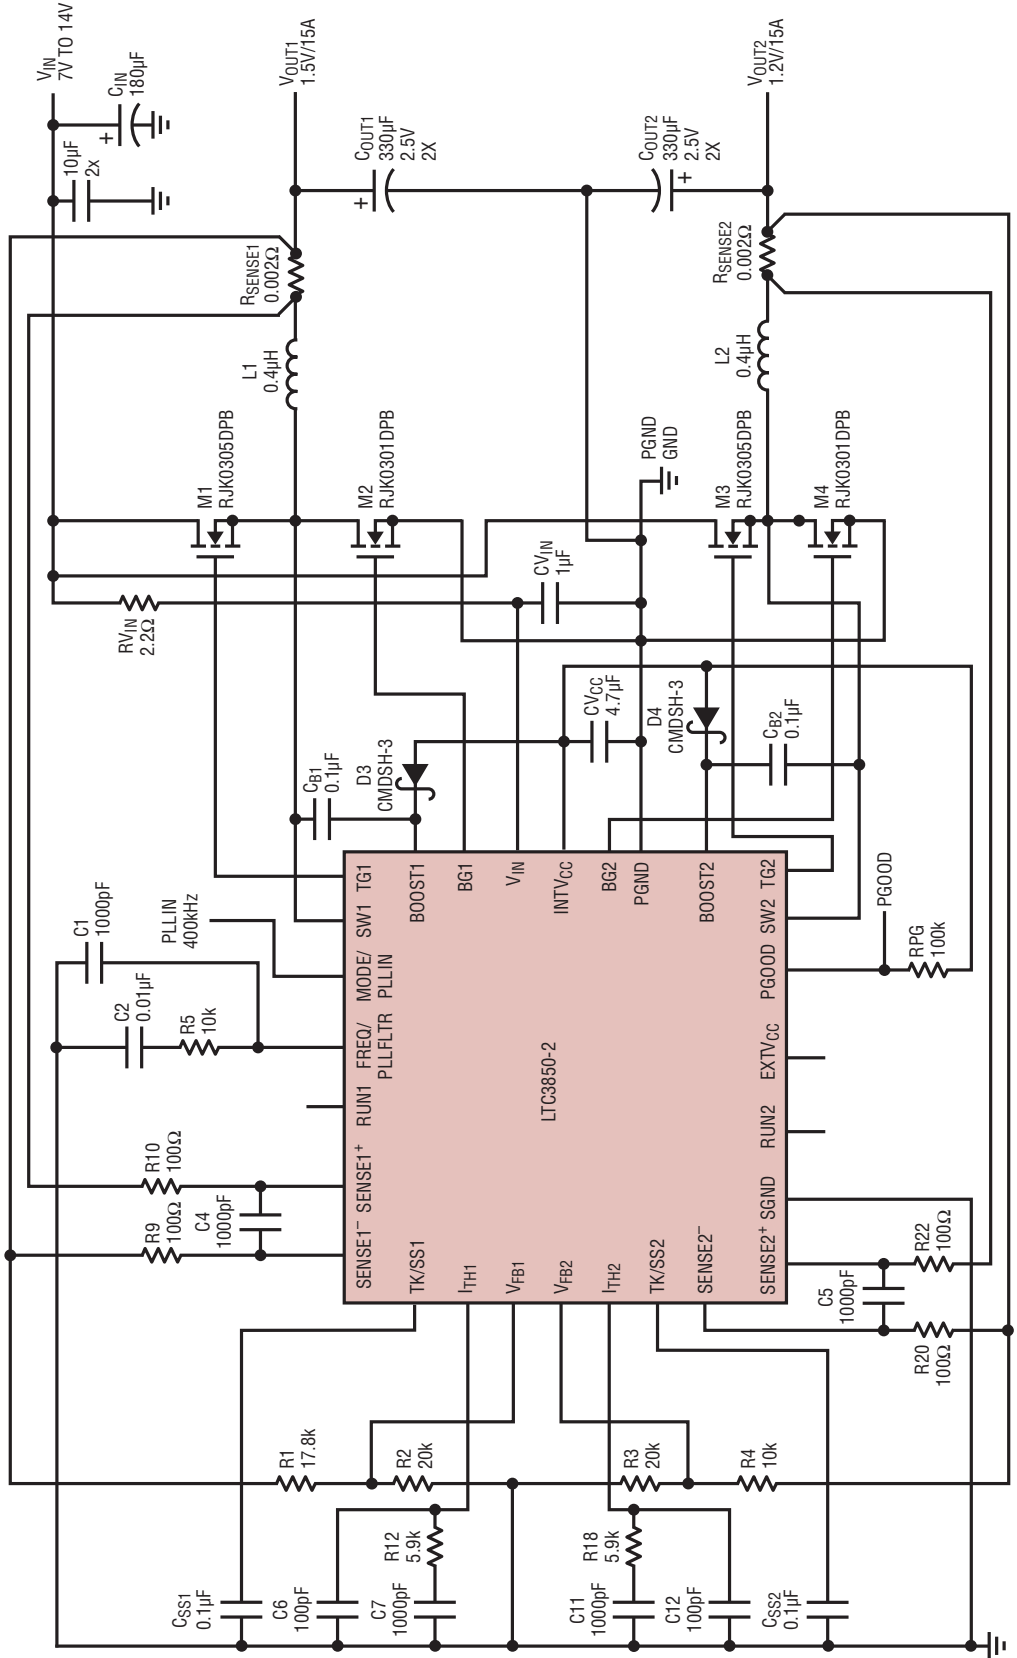 VIN
7V TO 14V
CIN
180µF
+
10µF
2x
VOUT1
1.5V/15A
COUT1
330µF
2.5V
2X
+
COUT2
330µF
2.5V
2X
+
VOUT2
1.2V/15A
RSENSE1
0.002Ω
RSENSE2
0.002Ω
L1
0.4µH
L2
0.4µH
M1
RJK0305DPB
M2
RJK0301DPB
PGND
GND
M3
RJK0305DPB
M4
RJK0301DPB
RVIN
2.2Ω
CVIN
1µF
CB1
0.1µF
D3
CMDSH-3
CVCC
4.7µF
D4
CMDSH-3
CB2
0.1µF
TG1
BOOST1
BG1
VIN
INTVCC
BG2
PGND
BOOST2
TG2
SW1
SW2
C1
1000pF
PLLIN
400kHz
MODE/
PLLIN
PGOOD
PGOOD
RPG
100k
C2
0.01µF
R5
10k
FREQ/
PLLFLTR
LTC3850-2
EXTVCC
RUN1
RUN2
R10
100Ω
SENSE1+
SGND
R9
100Ω
C4
1000pF
SENSE1–
TK/SS1
ITH1
VFB1
VFB2
ITH2
TK/SS2
SENSE2–
SENSE2+
R22
100Ω
C5
1000pF
R20
100Ω
R1
17.8k
R2
20k
R3
20k
R4
10k
R12
5.9k
R18
5.9k
CSS1
0.1µF
C6
100pF
C7
1000pF
C11
1000pF
C12
100pF
CSS2
0.1µF